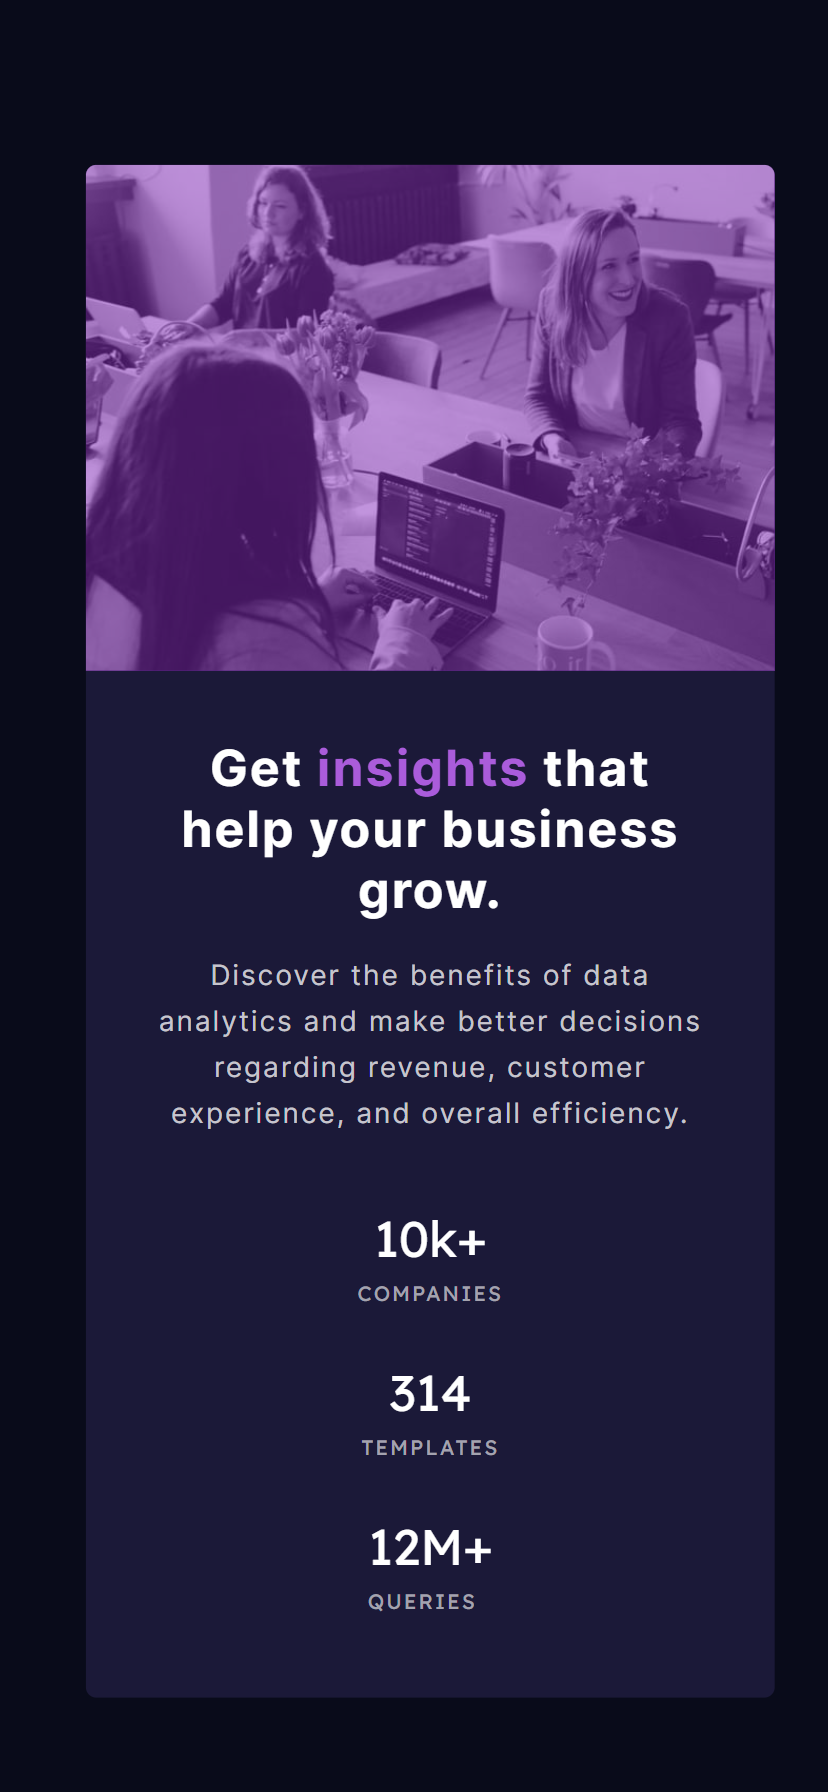 Get insights that
help your business
grow.
Discover the benefits of data
analytics and make better decisions
regarding revenue, customer
experience, and overall efficiency.
10k+
COMPANIES
314
TEMPLATES
12M+
QUERIES